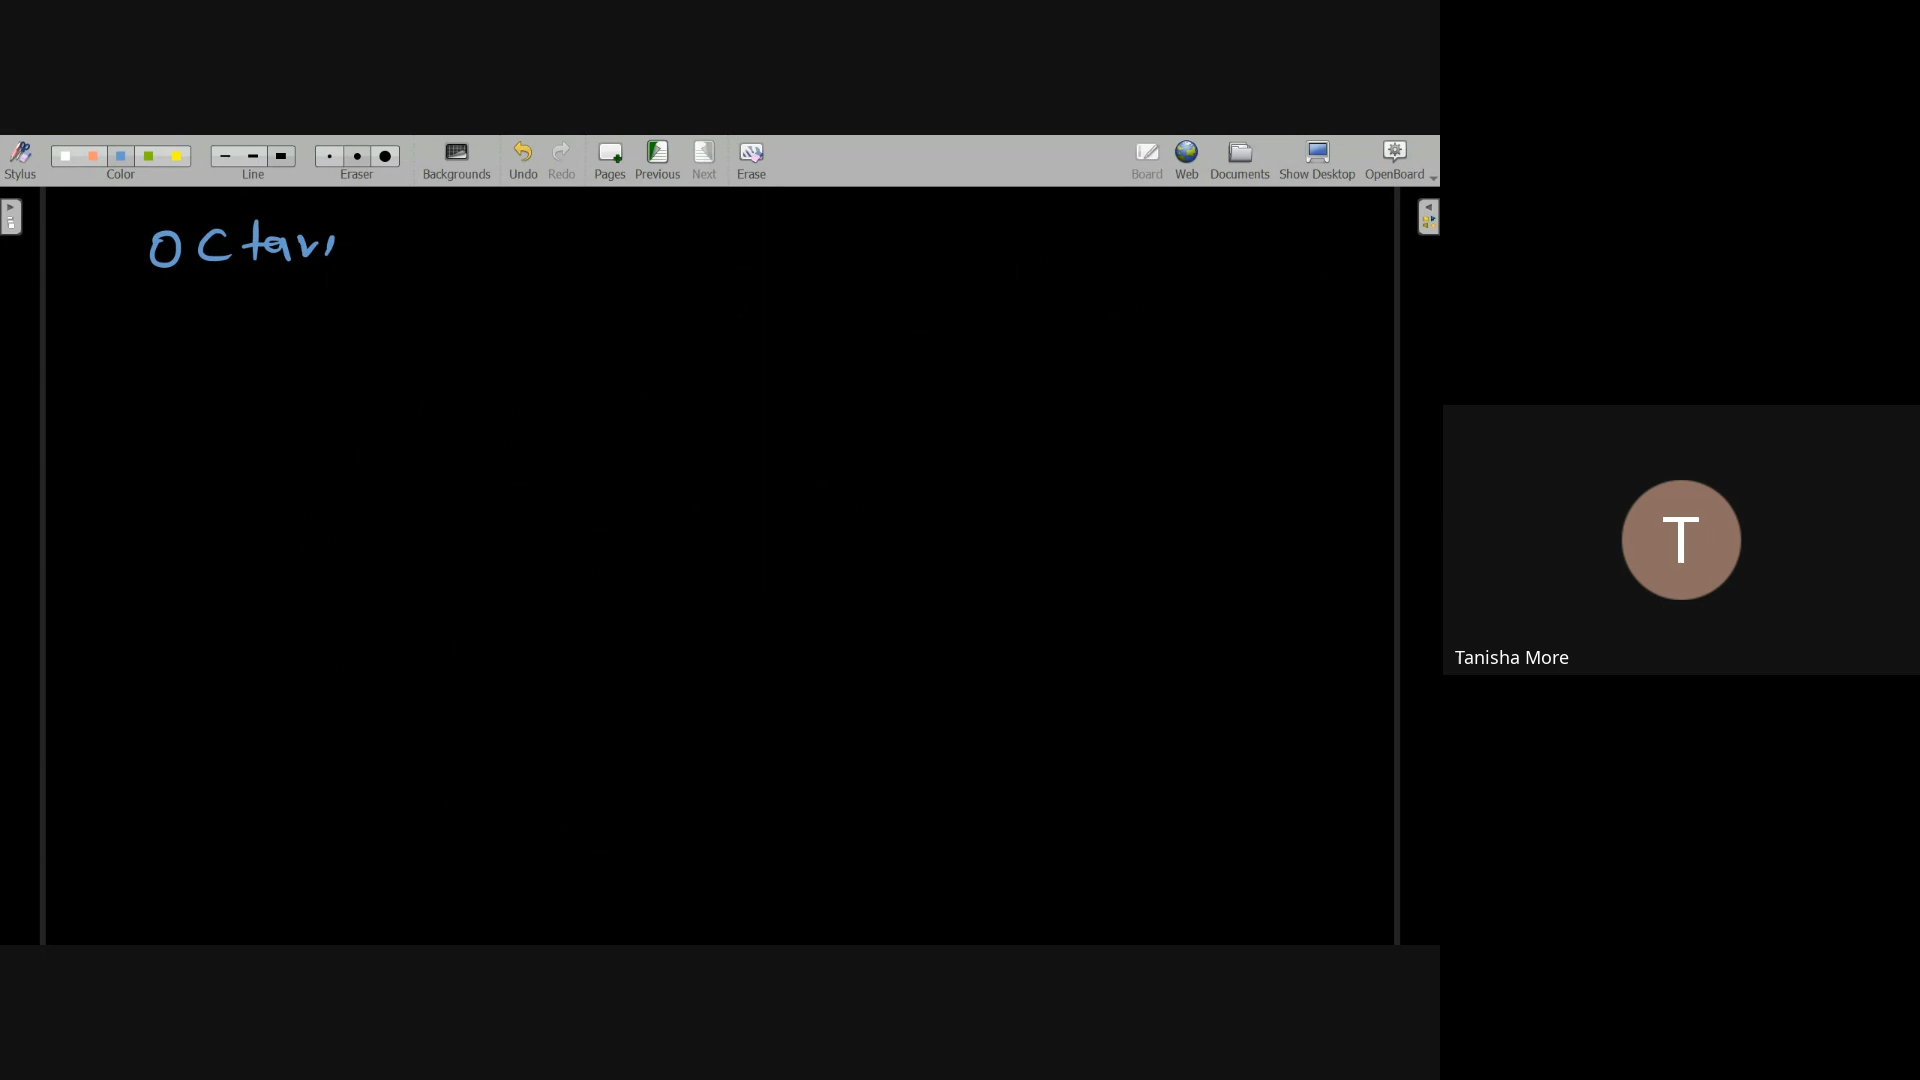 Stylus Color Line Eraser Backgrounds Undo Redo Pages Previous Next Erase Board Web Documents Show Desktop OpenBoard
octavi
T
Tanisha More